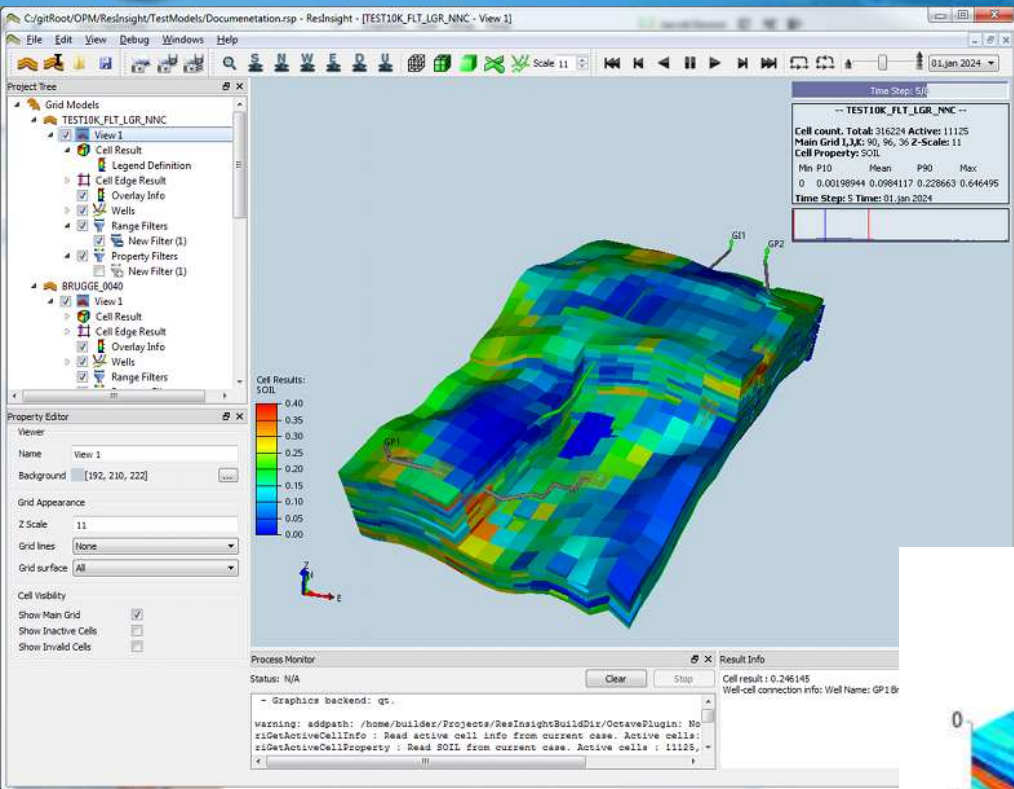 C:/gitRoot/OPM/ResInsight/TestModels/Documenetation.rsp - ResInsight - [TEST10K_FLT_LGR_NNC - View 1]
File Edit View Debug Windows Help
S N W E D U Scale 11 01.jan 2024
Project Tree
Grid Models
TEST10K_FLT_LGR_NNC
View 1
Cell Result
Legend Definition
Cell Edge Result
Overlay Info
Wells
Range Filters
New Filter (1)
Property Filters
New Filter (1)
BRUGGE_0040
View 1
Cell Result
Cell Edge Result
Overlay Info
Wells
Range Filters
Property Editor
Viewer
Name View 1
Background [192, 210, 222] ...
Grid Appearance
Z Scale 11
Grid lines None
Grid surface All
Cell Visibility
Show Main Grid
Show Inactive Cells
Show Invalid Cells
Time Step: 5/8
-- TEST10K_FLT_LGR_NNC --
Cell count. Total: 316224 Active: 11125
Main Grid I,J,K: 90, 96, 36 Z-Scale: 11
Cell Property: SOIL
Min P10 Mean P90 Max
0 0.00198944 0.0984117 0.228663 0.646495
Time Step: 5 Time: 01.jan 2024
GI1
GP2
GP1
Cell Results:
SOIL
0.40
0.35
0.30
0.25
0.20
0.15
0.10
0.05
0.00
Z
N
E
Process Monitor
Status: N/A Clear Stop
- Graphics backend: qt.
warning: addpath: /home/builder/Projects/ResInsightBuildDir/OctavePlugin: No
riGetActiveCellInfo : Read active cell info from current case. Active cells:
riGetActiveCellProperty : Read SOIL from current case. Active cells : 11125,
Result Info
Cell result : 0.246145
Well-cell connection info: Well Name: GP1 Br
0